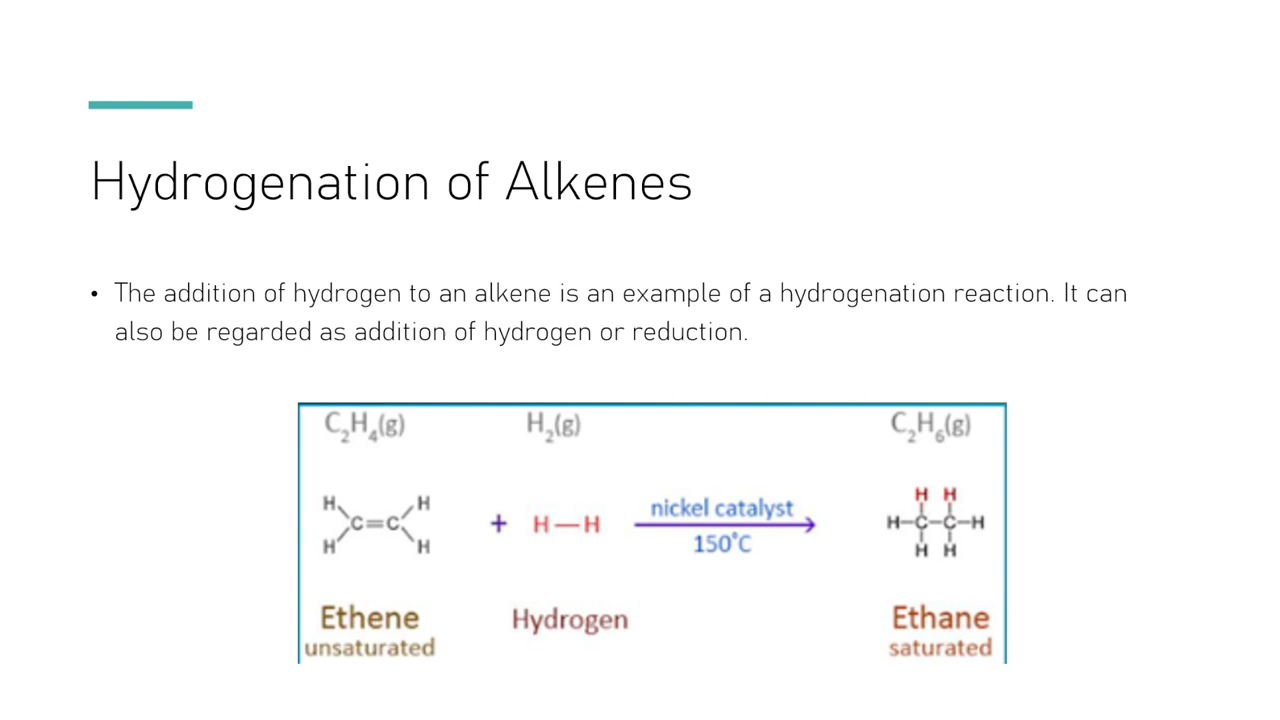 Hydrogenation of Alkenes
• The addition of hydrogen to an alkene is an example of a hydrogenation reaction. It can
also be regarded as addition of hydrogen or reduction.
C₂H₄(g) H₂(g) C₂H₆(g)
H H H H
C=C + H—H nickel catalyst H-C-C-H
H H 150°C H H
Ethene Hydrogen Ethane
unsaturated saturated